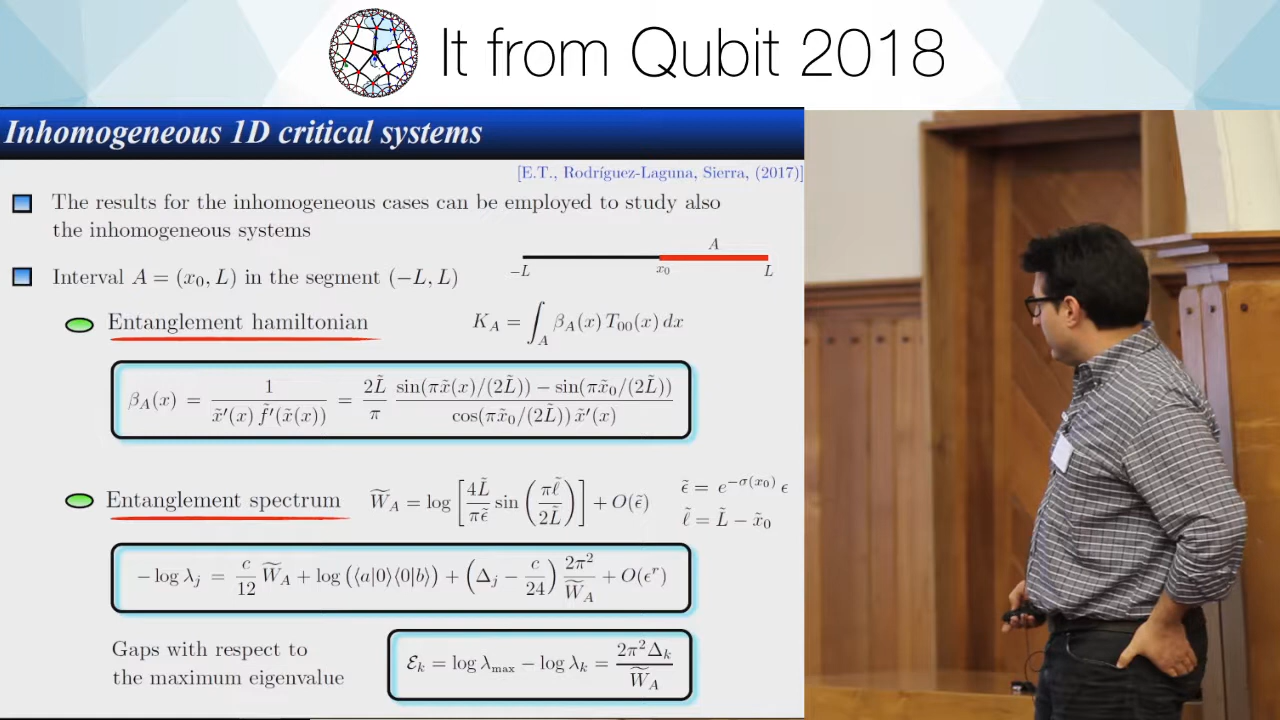 It from Qubit 2018
Inhomogeneous 1D critical systems
[E.T., Rodríguez-Laguna, Sierra, (2017)]
The results for the inhomogeneous cases can be employed to study also
the inhomogeneous systems
A
Interval A = (x₀, L) in the segment (−L, L)
−L x₀ L
Entanglement hamiltonian K_A = ∫_A β_A(x) T₀₀(x) dx
β_A(x) = 1 / (x̃′(x) f̃′(x̃(x))) = (2L̃/π) (sin(πx̃(x)/(2L̃)) − sin(πx̃₀/(2L̃))) / (cos(πx̃₀/(2L̃)) x̃′(x))
Entanglement spectrum W̃_A = log [ (4L̃/πε̃) sin (πℓ̃/2L̃) ] + O(ε̃)
ε̃ = e^{−σ(x₀)} ε
ℓ̃ = L̃ − x̃₀
− log λ_j = (c/12) W̃_A + log (⟨a|0⟩⟨0|b⟩) + (Δ_j − c/24) 2π²/W̃_A + O(ε^r)
Gaps with respect to
the maximum eigenvalue
ℰ_k = log λ_max − log λ_k = 2π²Δ_k / W̃_A